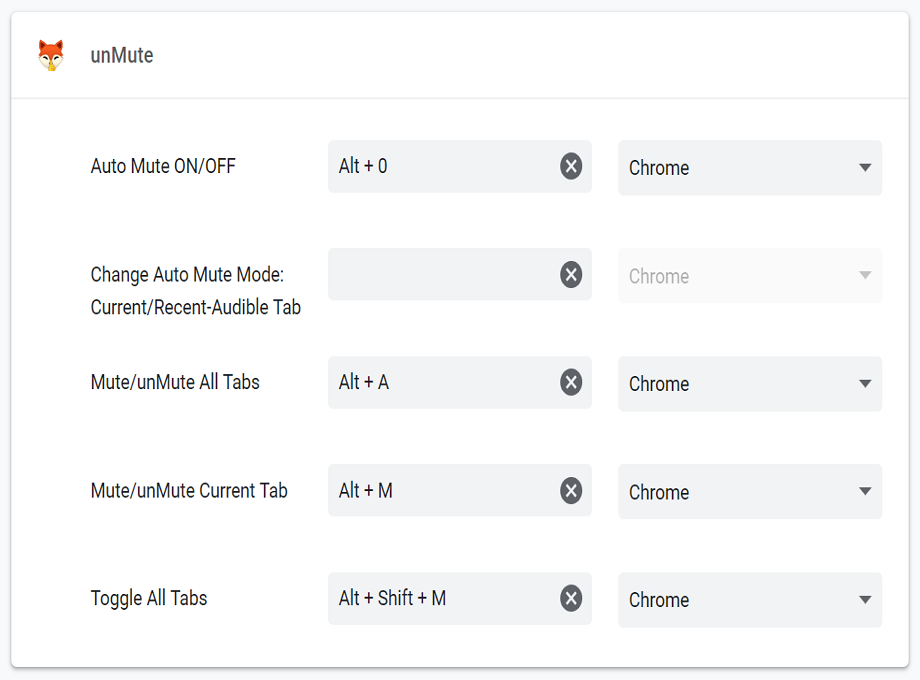 unMute
Auto Mute ON/OFF
Alt + 0
Chrome
Change Auto Mute Mode:
Current/Recent-Audible Tab
Chrome
Mute/unMute All Tabs
Alt + A
Chrome
Mute/unMute Current Tab
Alt + M
Chrome
Toggle All Tabs
Alt + Shift + M
Chrome